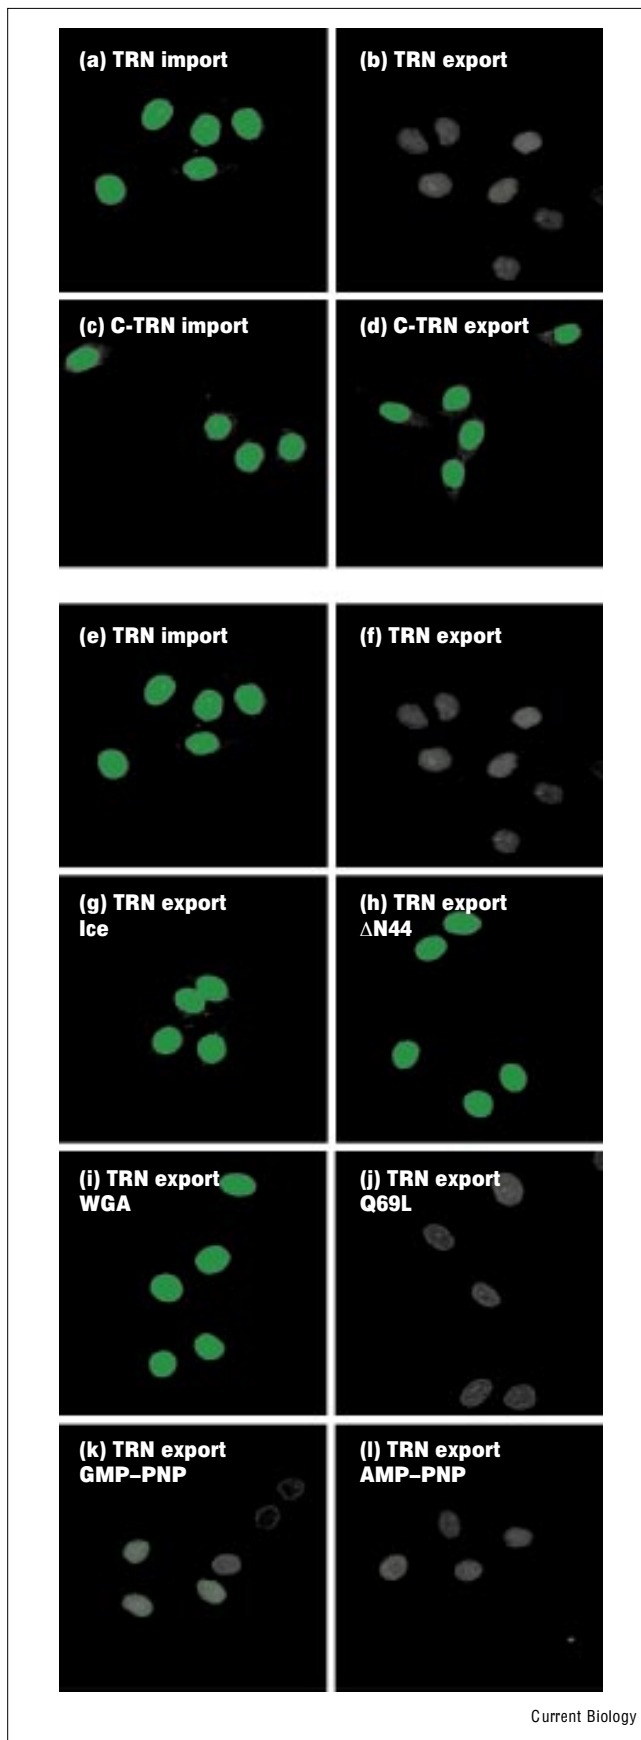 (a) TRN import
(b) TRN export
(c) C-TRN import
(d) C-TRN export
(e) TRN import
(f) TRN export
(g) TRN export
Ice
(h) TRN export
ΔN44
(i) TRN export
WGA
(j) TRN export
Q69L
(k) TRN export
GMP–PNP
(l) TRN export
AMP–PNP
Current Biology